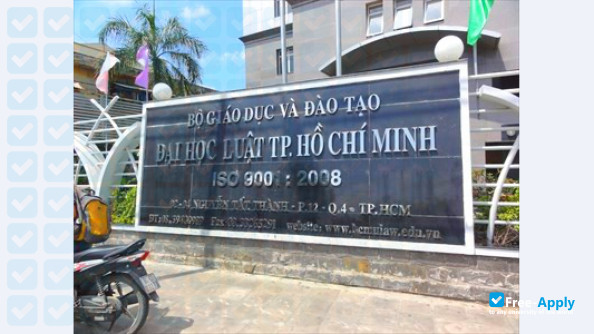 BỘ GIÁO DỤC VÀ ĐÀO TẠO
ĐẠI HỌC LUẬT TP. HỒ CHÍ MINH
ISO 9001 : 2008
NGUYỄN TẤT THÀNH - P.12 - Q.4 - TP.HCM
Fax website: www.hcmulaw.edu.vn
Free Apply